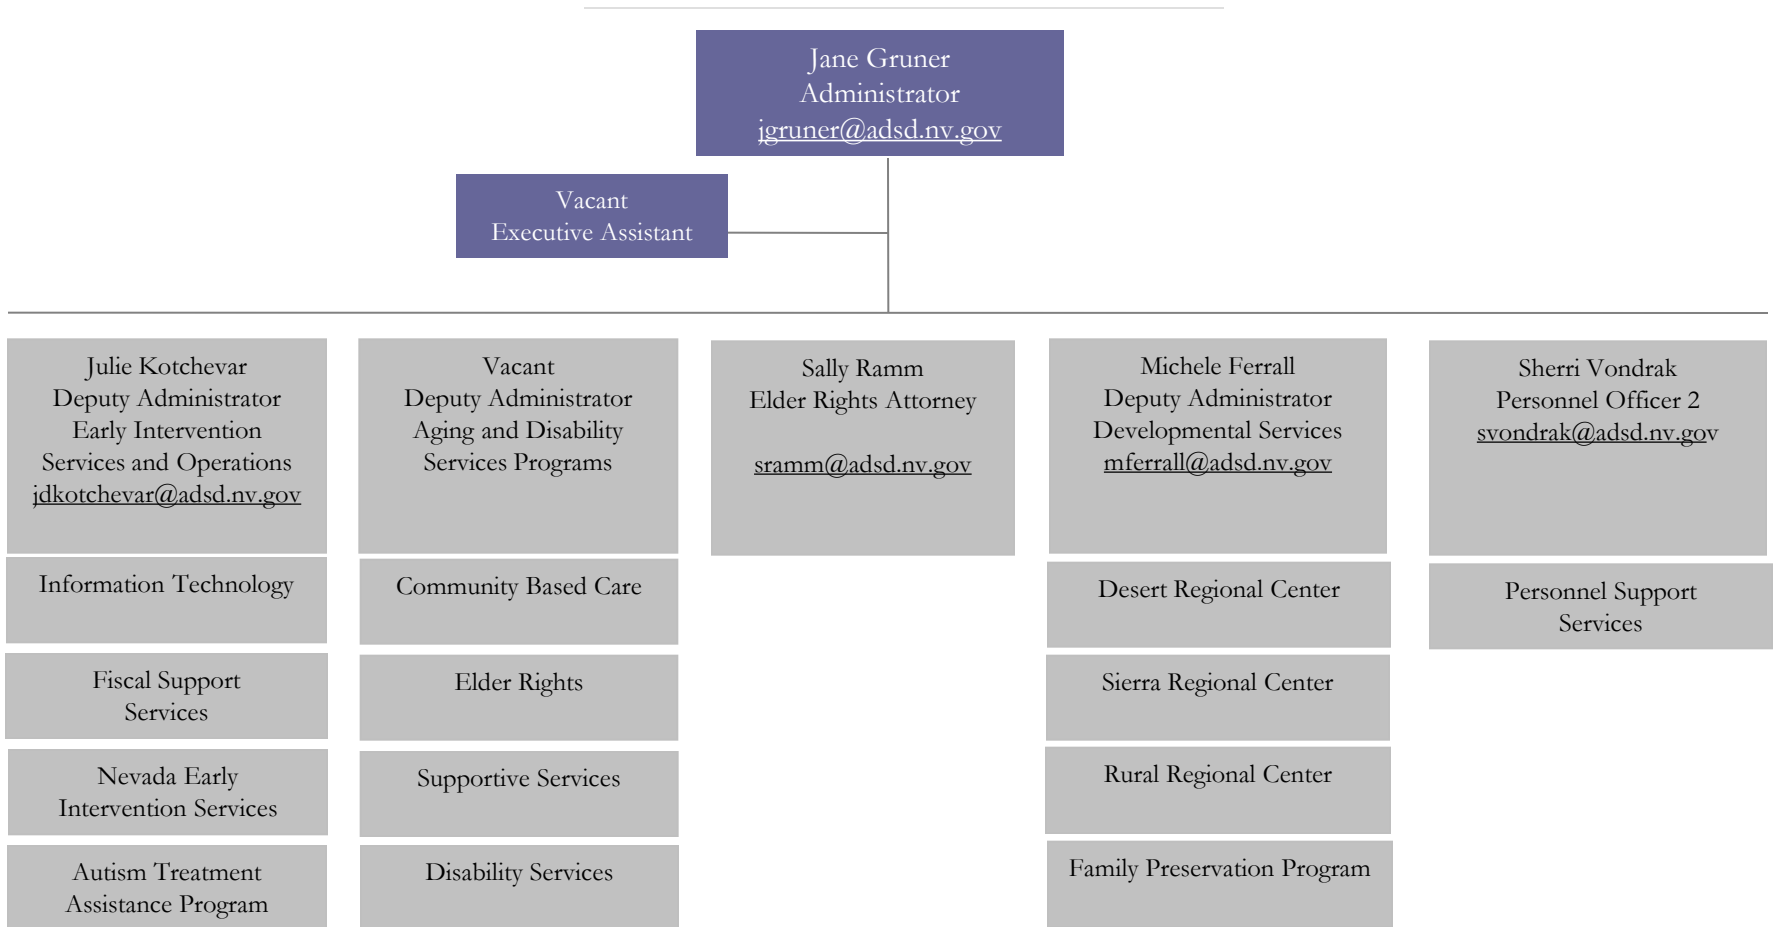 Jane Gruner
Administrator
jgruner@adsd.nv.gov
Vacant
Executive Assistant
Julie Kotchevar
Deputy Administrator
Early Intervention
Services and Operations
jdkotchevar@adsd.nv.gov
Information Technology
Fiscal Support
Services
Nevada Early
Intervention Services
Autism Treatment
Assistance Program
Vacant
Deputy Administrator
Aging and Disability
Services Programs
Community Based Care
Elder Rights
Supportive Services
Disability Services
Sally Ramm
Elder Rights Attorney
sramm@adsd.nv.gov
Michele Ferrall
Deputy Administrator
Developmental Services
mferrall@adsd.nv.gov
Desert Regional Center
Sierra Regional Center
Rural Regional Center
Family Preservation Program
Sherri Vondrak
Personnel Officer 2
svondrak@adsd.nv.gov
Personnel Support
Services